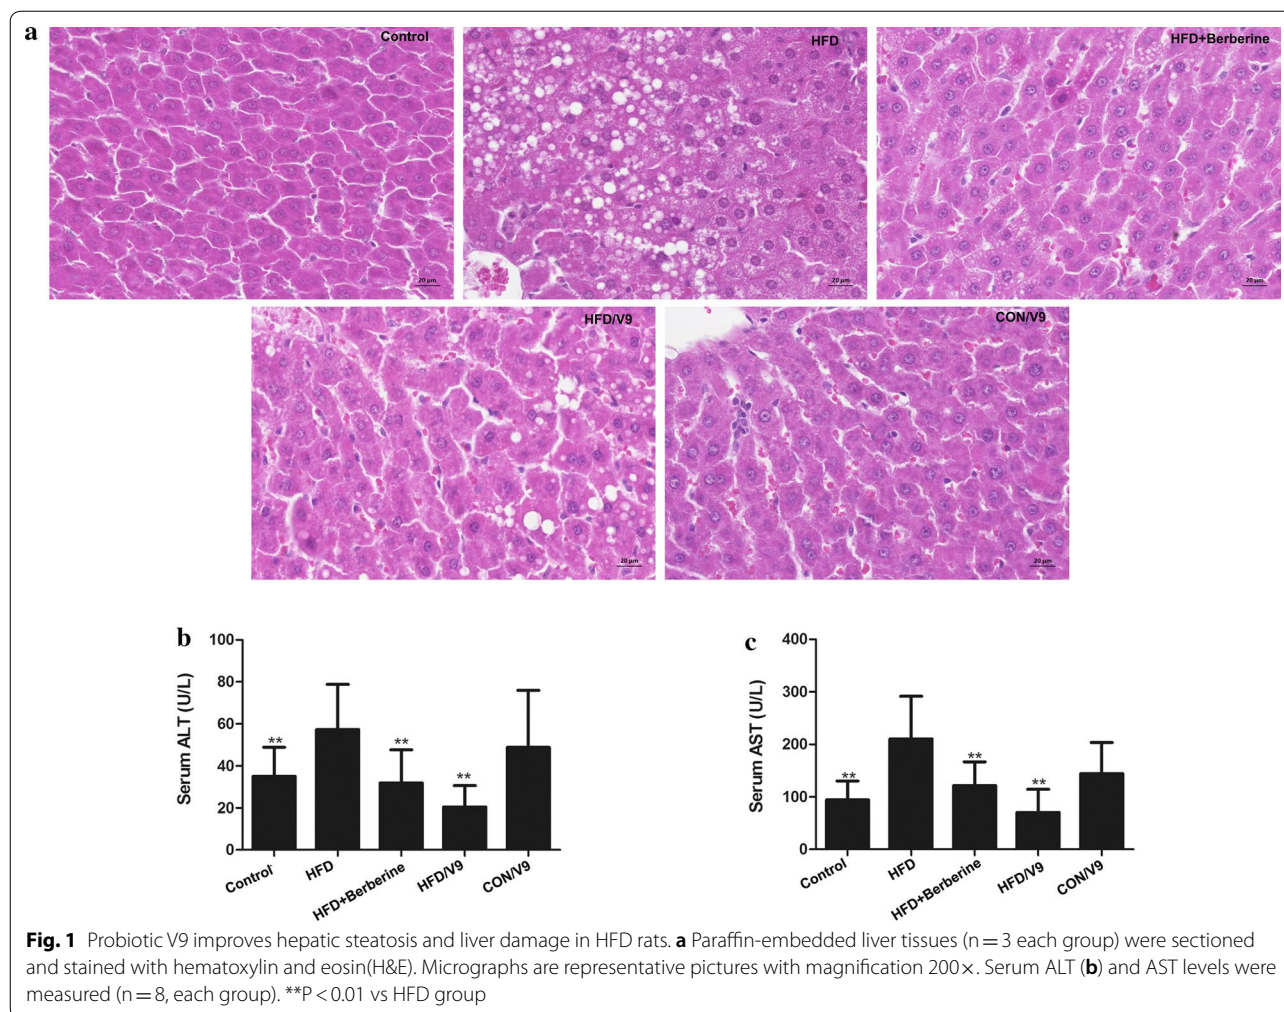 a
Control
HFD
HFD+Berberine
20 µm
20 µm
20 µm
HFD/V9
CON/V9
20 µm
20 µm
b
Serum ALT (U/L)
100
80
60
40
20
0
**
**
**
Control
HFD
HFD+Berberine
HFD/V9
CON/V9
c
Serum AST (U/L)
400
300
200
100
0
**
**
**
Control
HFD
HFD+Berberine
HFD/V9
CON/V9
Fig. 1 Probiotic V9 improves hepatic steatosis and liver damage in HFD rats. a Paraffin-embedded liver tissues (n = 3 each group) were sectioned
and stained with hematoxylin and eosin(H&E). Micrographs are representative pictures with magnification 200×. Serum ALT (b) and AST levels were
measured (n = 8, each group). **P < 0.01 vs HFD group